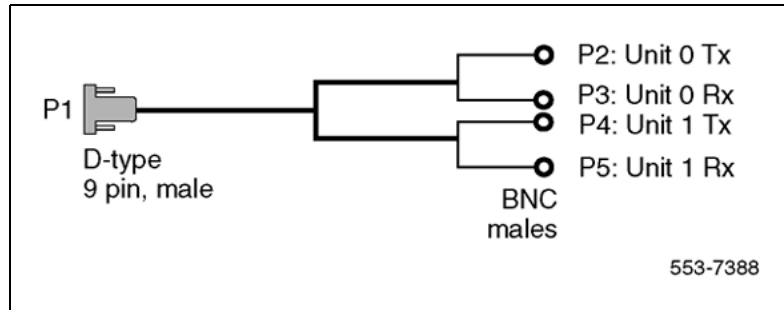 P1
D-type
9 pin, male
P2: Unit 0 Tx
P3: Unit 0 Rx
P4: Unit 1 Tx
P5: Unit 1 Rx
BNC
males
553-7388